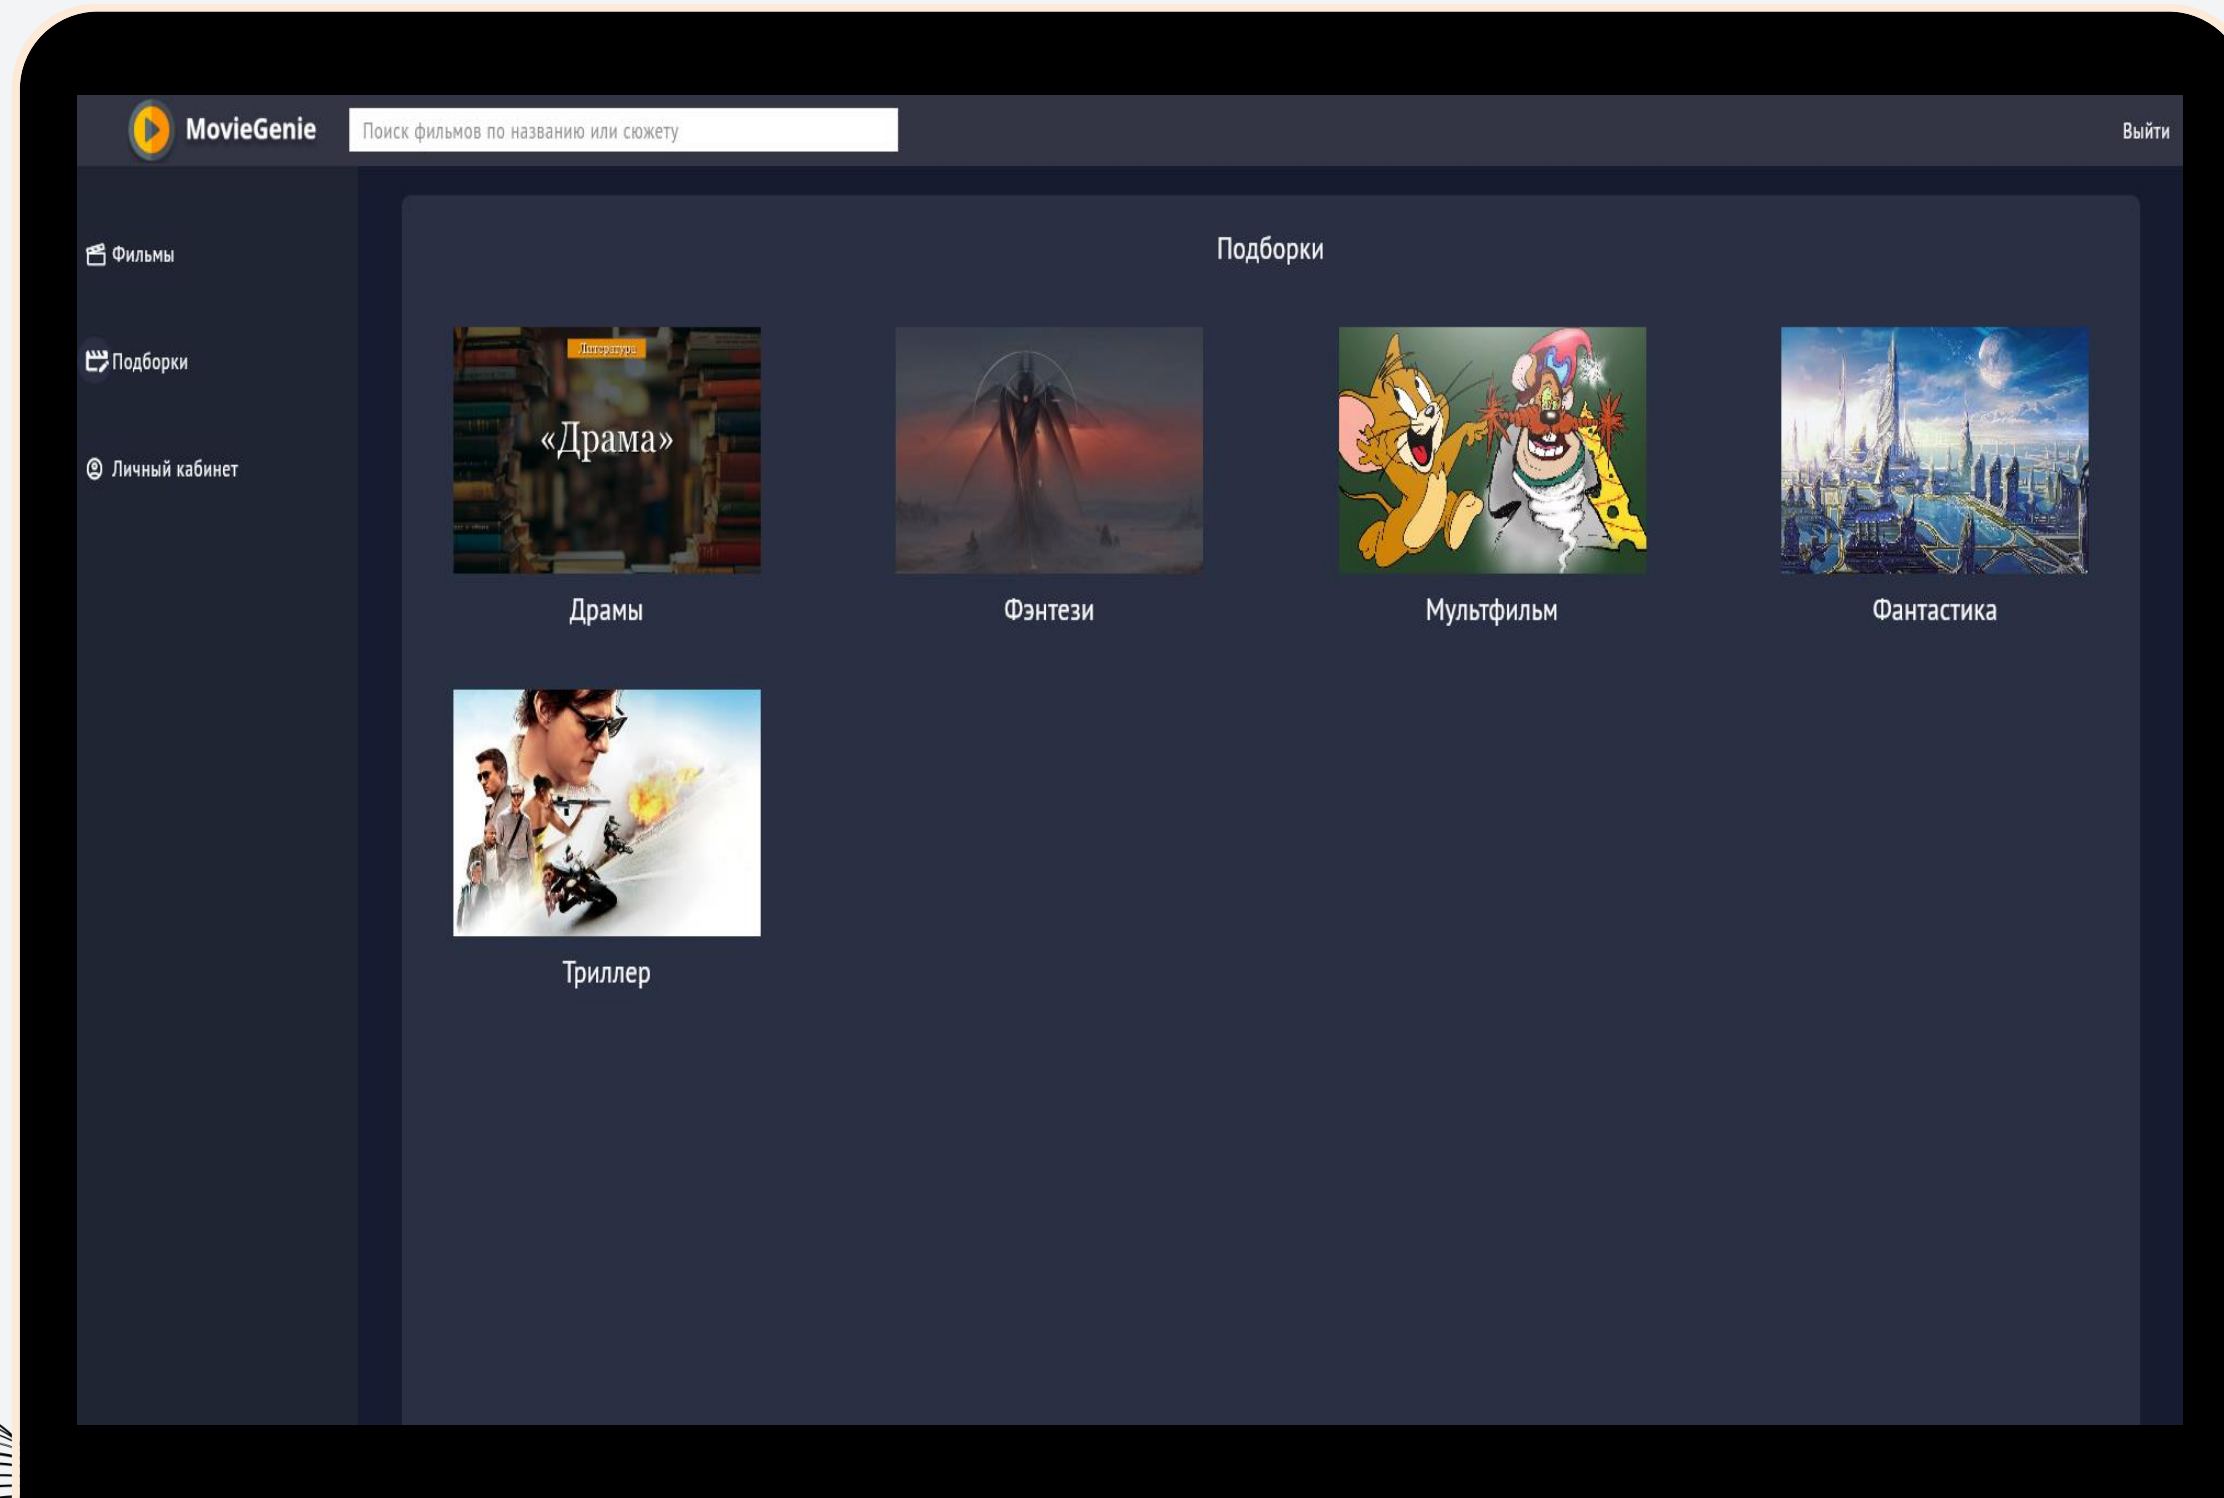 MovieGenie
Поиск фильмов по названию или сюжету
Выйти
Фильмы
Подборки
Личный кабинет
Подборки
Литература
«Драма»
Драмы
Фэнтези
Мультфильм
Фантастика
Триллер